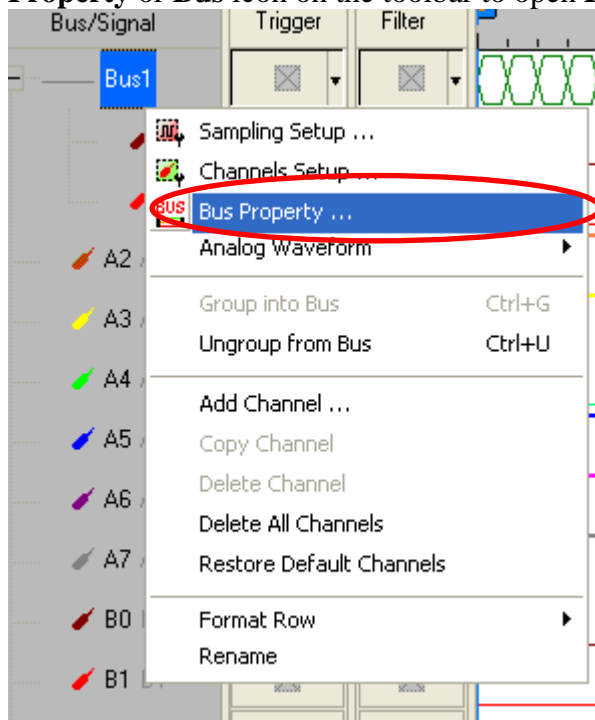 Property or Bus icon on the toolbar to open
Bus/Signal Trigger Filter
Bus1
Sampling Setup ...
Channels Setup ...
BUS Bus Property ...
Analog Waveform
A2
Group into Bus Ctrl+G
A3
Ungroup from Bus Ctrl+U
A4
Add Channel ...
A5
Copy Channel
Delete Channel
A6
Delete All Channels
A7
Restore Default Channels
B0
Format Row
Rename
B1